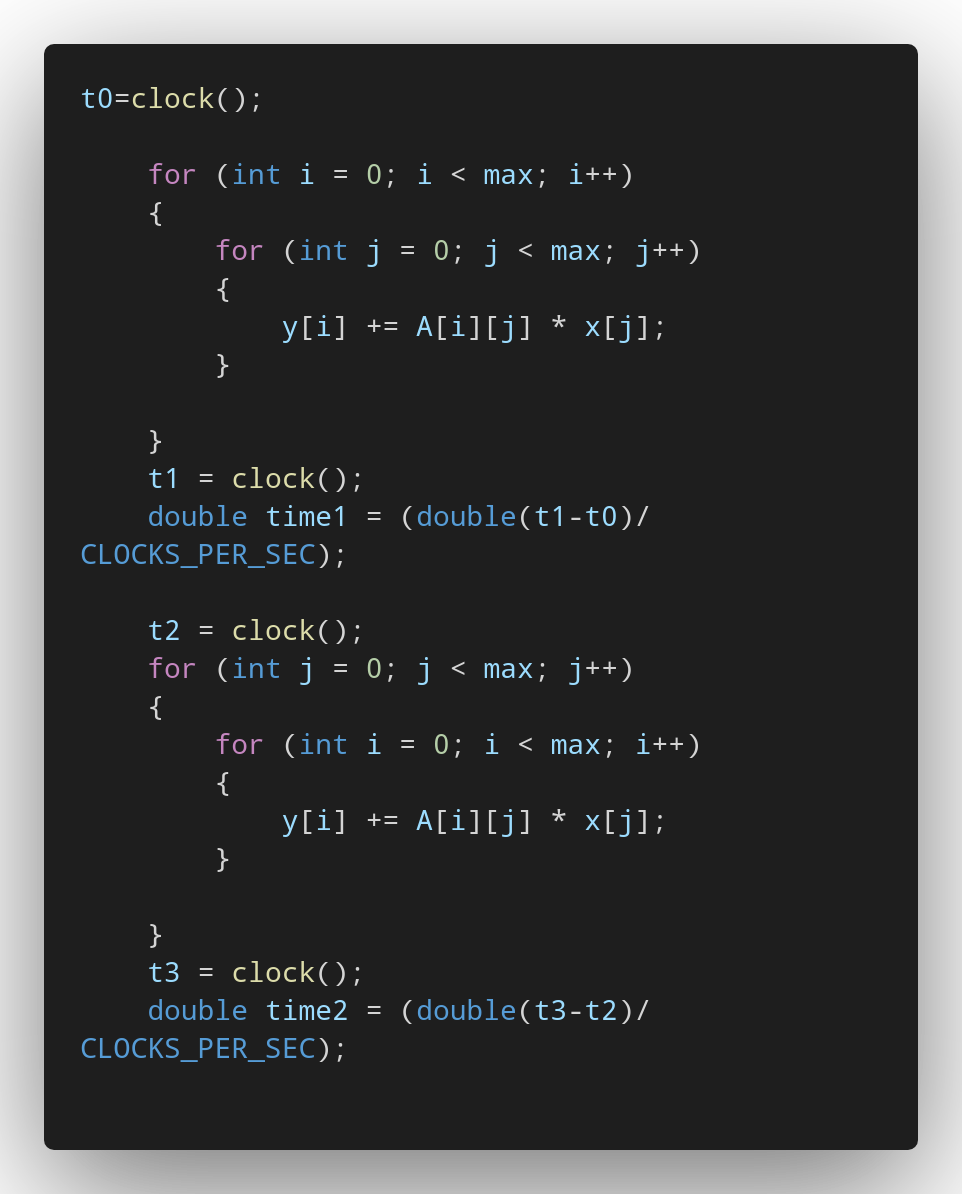 t0=clock();
    for (int i = 0; i < max; i++)
    {
        for (int j = 0; j < max; j++)
        {
            y[i] += A[i][j] * x[j];
        }
    }
    t1 = clock();
    double time1 = (double(t1-t0)/
CLOCKS_PER_SEC);
    t2 = clock();
    for (int j = 0; j < max; j++)
    {
        for (int i = 0; i < max; i++)
        {
            y[i] += A[i][j] * x[j];
        }
    }
    t3 = clock();
    double time2 = (double(t3-t2)/
CLOCKS_PER_SEC);